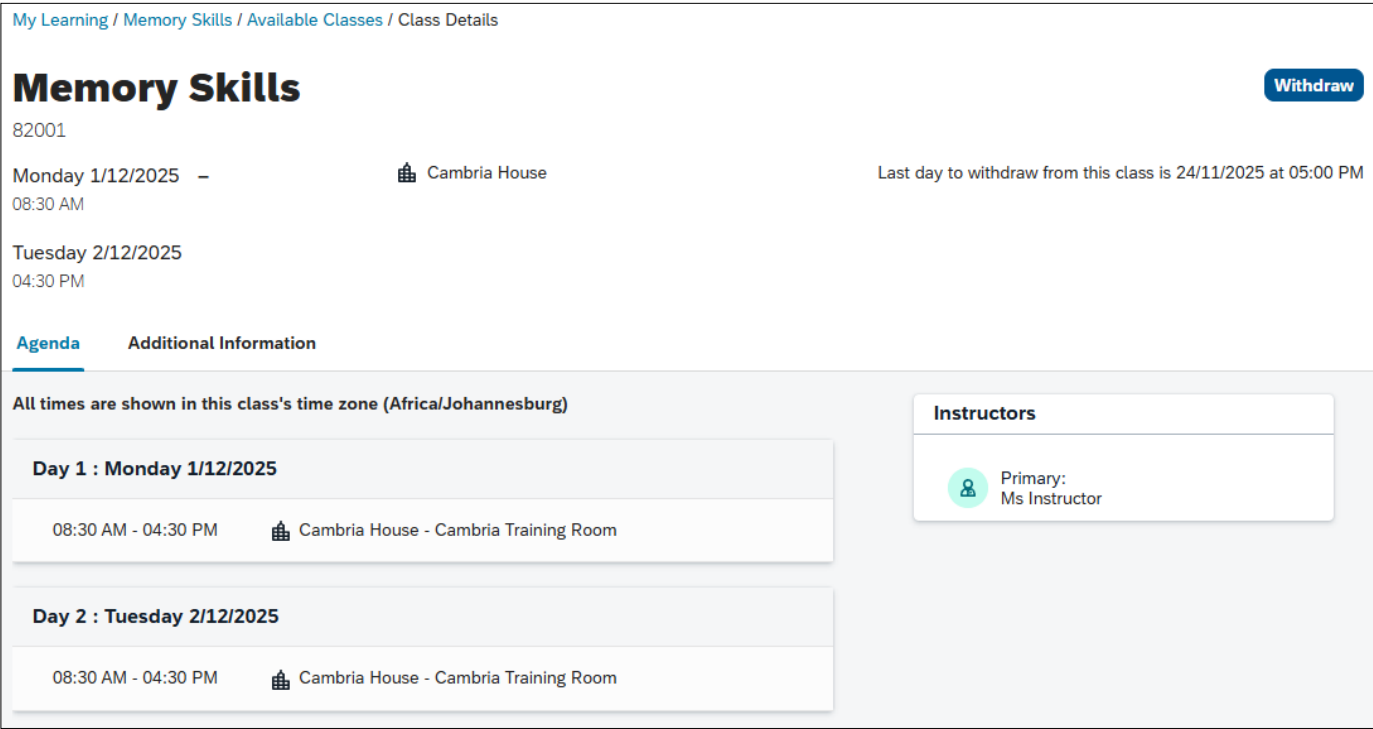 My Learning / Memory Skills / Available Classes / Class Details
Memory Skills
Withdraw
82001
Monday 1/12/2025 –
08:30 AM
Cambria House
Last day to withdraw from this class is 24/11/2025 at 05:00 PM
Tuesday 2/12/2025
04:30 PM
Agenda
Additional Information
All times are shown in this class's time zone (Africa/Johannesburg)
Day 1 : Monday 1/12/2025
08:30 AM - 04:30 PM
Cambria House - Cambria Training Room
Day 2 : Tuesday 2/12/2025
08:30 AM - 04:30 PM
Cambria House - Cambria Training Room
Instructors
Primary:
Ms Instructor